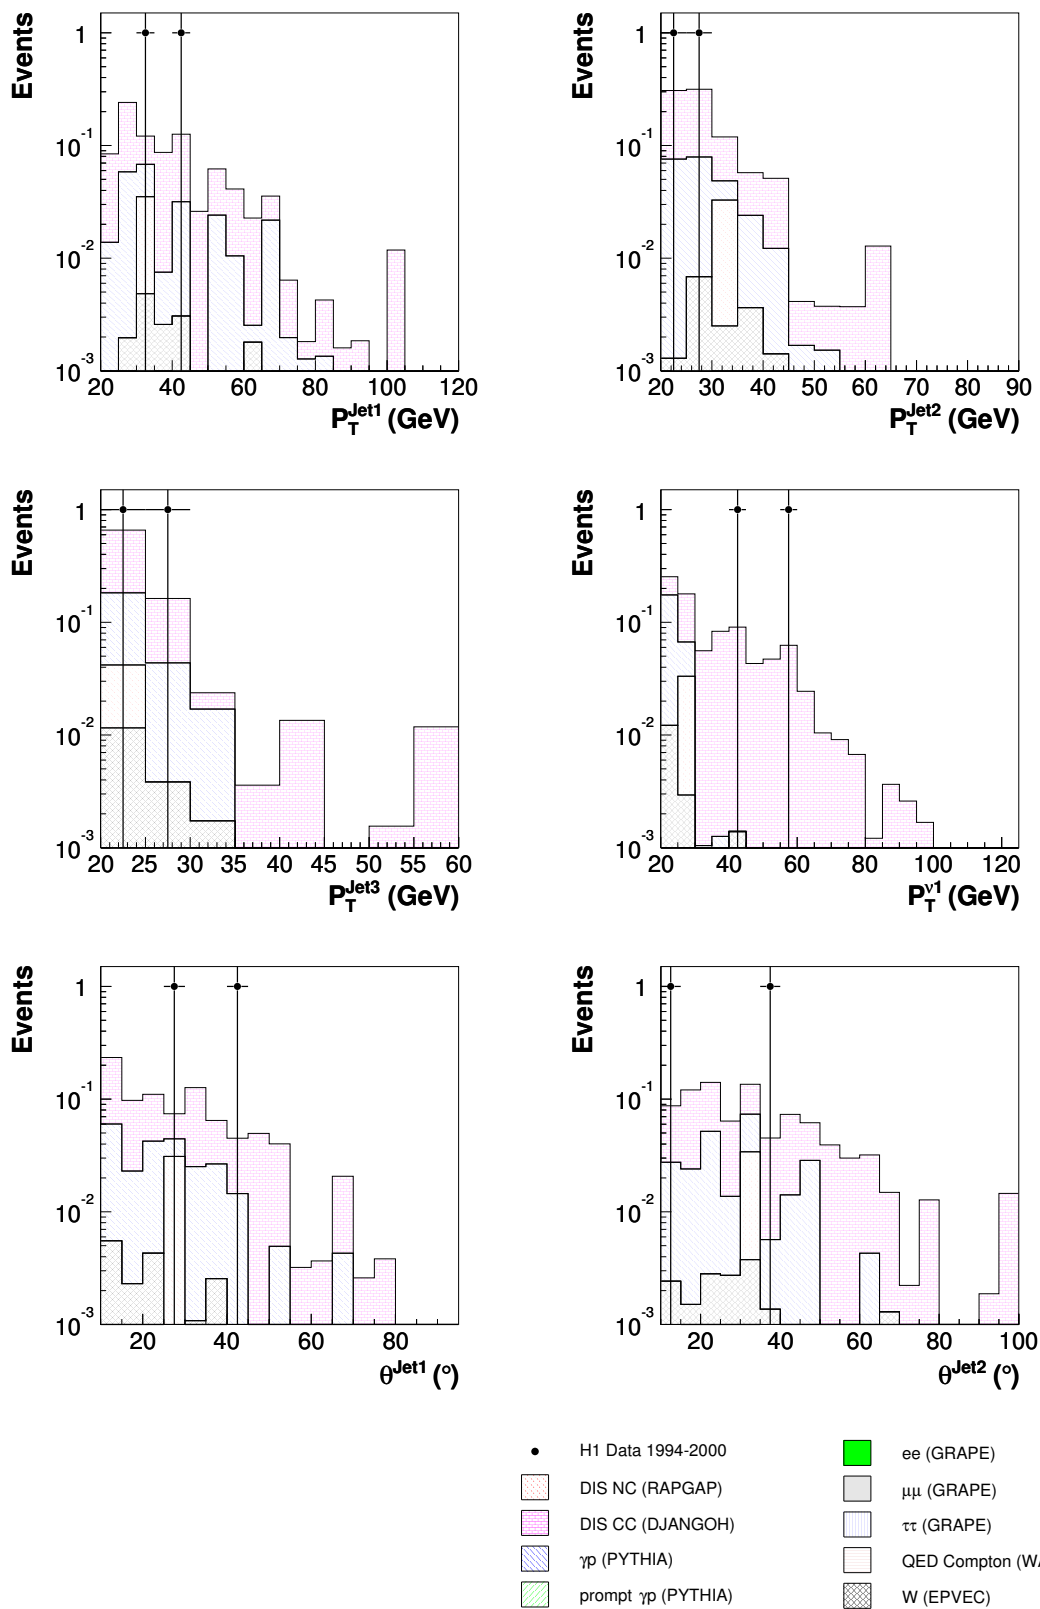 Events
1
10-1
10-2
10-3
20 40 60 80 100 120
PTJet1 (GeV)
Events
1
10-1
10-2
10-3
20 30 40 50 60 70 80 90
PTJet2 (GeV)
Events
1
10-1
10-2
10-3
20 25 30 35 40 45 50 55 60
PTJet3 (GeV)
Events
1
10-1
10-2
10-3
20 40 60 80 100 120
PTν1 (GeV)
Events
1
10-1
10-2
10-3
20 40 60 80
θJet1 (°)
Events
1
10-1
10-2
10-3
20 40 60 80 100
θJet2 (°)
H1 Data 1994-2000
DIS NC (RAPGAP)
DIS CC (DJANGOH)
γp (PYTHIA)
prompt γp (PYTHIA)
ee (GRAPE)
μμ (GRAPE)
ττ (GRAPE)
QED Compton
W (EPVEC)